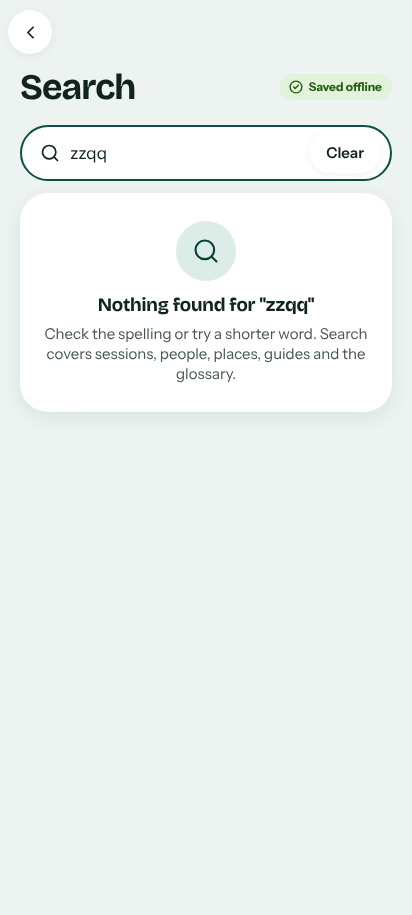 Search
Saved offline
zzqq
Clear
Nothing found for "zzqq"
Check the spelling or try a shorter word. Search
covers sessions, people, places, guides and the
glossary.